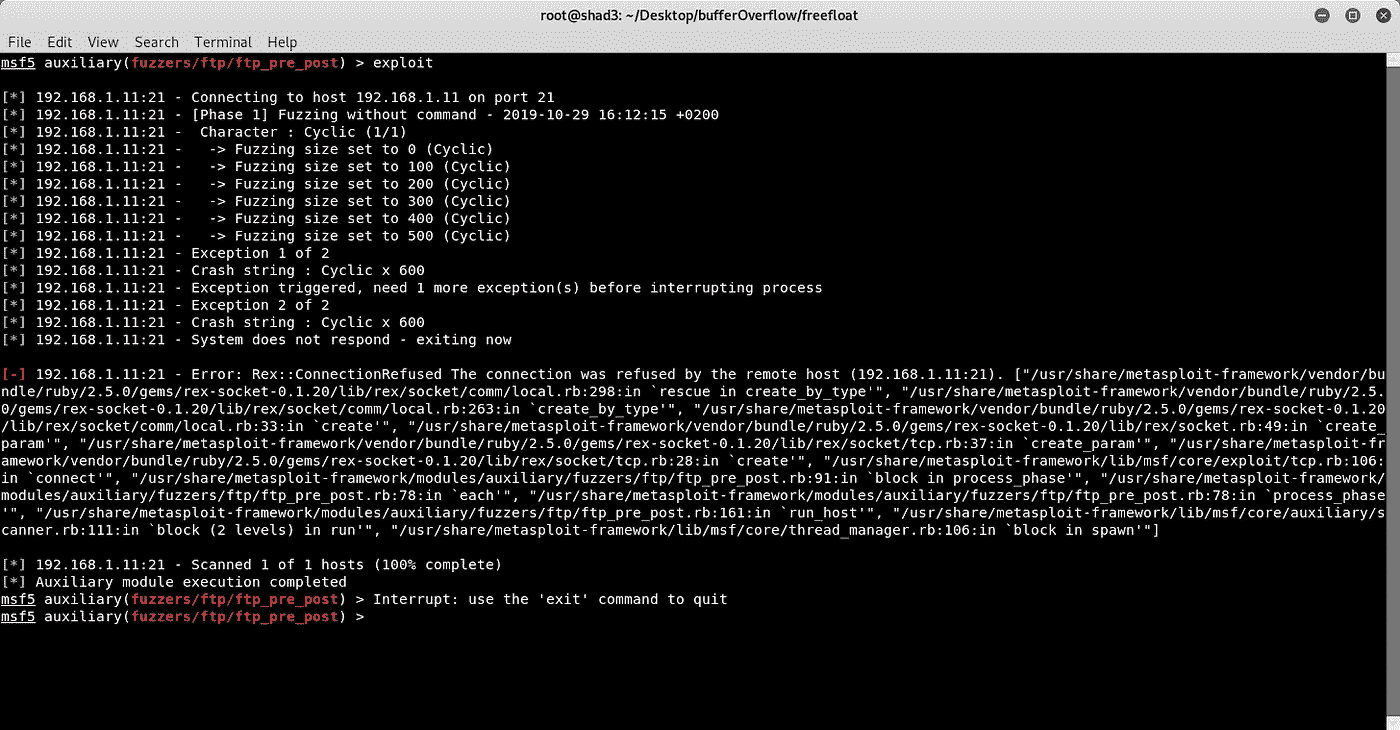 root@shad3: ~/Desktop/bufferOverflow/freefloat
File Edit View Search Terminal Help
msf5 auxiliary(fuzzers/ftp/ftp_pre_post) > exploit
[*] 192.168.1.11:21 - Connecting to host 192.168.1.11 on port 21
[*] 192.168.1.11:21 - [Phase 1] Fuzzing without command - 2019-10-29 16:12:15 +0200
[*] 192.168.1.11:21 -  Character : Cyclic (1/1)
[*] 192.168.1.11:21 -   -> Fuzzing size set to 0 (Cyclic)
[*] 192.168.1.11:21 -   -> Fuzzing size set to 100 (Cyclic)
[*] 192.168.1.11:21 -   -> Fuzzing size set to 200 (Cyclic)
[*] 192.168.1.11:21 -   -> Fuzzing size set to 300 (Cyclic)
[*] 192.168.1.11:21 -   -> Fuzzing size set to 400 (Cyclic)
[*] 192.168.1.11:21 -   -> Fuzzing size set to 500 (Cyclic)
[*] 192.168.1.11:21 - Exception 1 of 2
[*] 192.168.1.11:21 - Crash string : Cyclic x 600
[*] 192.168.1.11:21 - Exception triggered, need 1 more exception(s) before interrupting process
[*] 192.168.1.11:21 - Exception 2 of 2
[*] 192.168.1.11:21 - Crash string : Cyclic x 600
[*] 192.168.1.11:21 - System does not respond - exiting now
[-] 192.168.1.11:21 - Error: Rex::ConnectionRefused The connection was refused by the remote host (192.168.1.11:21). ["/usr/share/metasploit-framework/vendor/bu
ndle/ruby/2.5.0/gems/rex-socket-0.1.20/lib/rex/socket/comm/local.rb:298:in `rescue in create_by_type'", "/usr/share/metasploit-framework/vendor/bundle/ruby/2.5.
0/gems/rex-socket-0.1.20/lib/rex/socket/comm/local.rb:263:in `create_by_type'", "/usr/share/metasploit-framework/vendor/bundle/ruby/2.5.0/gems/rex-socket-0.1.20
/lib/rex/socket/comm/local.rb:33:in `create'", "/usr/share/metasploit-framework/vendor/bundle/ruby/2.5.0/gems/rex-socket-0.1.20/lib/rex/socket.rb:49:in `create_
param'", "/usr/share/metasploit-framework/vendor/bundle/ruby/2.5.0/gems/rex-socket-0.1.20/lib/rex/socket/tcp.rb:37:in `create_param'", "/usr/share/metasploit-fr
amework/vendor/bundle/ruby/2.5.0/gems/rex-socket-0.1.20/lib/rex/socket/tcp.rb:28:in `create'", "/usr/share/metasploit-framework/lib/msf/core/exploit/tcp.rb:106:
in `connect'", "/usr/share/metasploit-framework/modules/auxiliary/fuzzers/ftp/ftp_pre_post.rb:91:in `block in process_phase'", "/usr/share/metasploit-framework/
modules/auxiliary/fuzzers/ftp/ftp_pre_post.rb:78:in `each'", "/usr/share/metasploit-framework/modules/auxiliary/fuzzers/ftp/ftp_pre_post.rb:78:in `process_phase
'", "/usr/share/metasploit-framework/modules/auxiliary/fuzzers/ftp/ftp_pre_post.rb:161:in `run_host'", "/usr/share/metasploit-framework/lib/msf/core/auxiliary/s
canner.rb:111:in `block (2 levels) in run'", "/usr/share/metasploit-framework/lib/msf/core/thread_manager.rb:106:in `block in spawn'"]
[*] 192.168.1.11:21 - Scanned 1 of 1 hosts (100% complete)
[*] Auxiliary module execution completed
msf5 auxiliary(fuzzers/ftp/ftp_pre_post) > Interrupt: use the 'exit' command to quit
msf5 auxiliary(fuzzers/ftp/ftp_pre_post) >